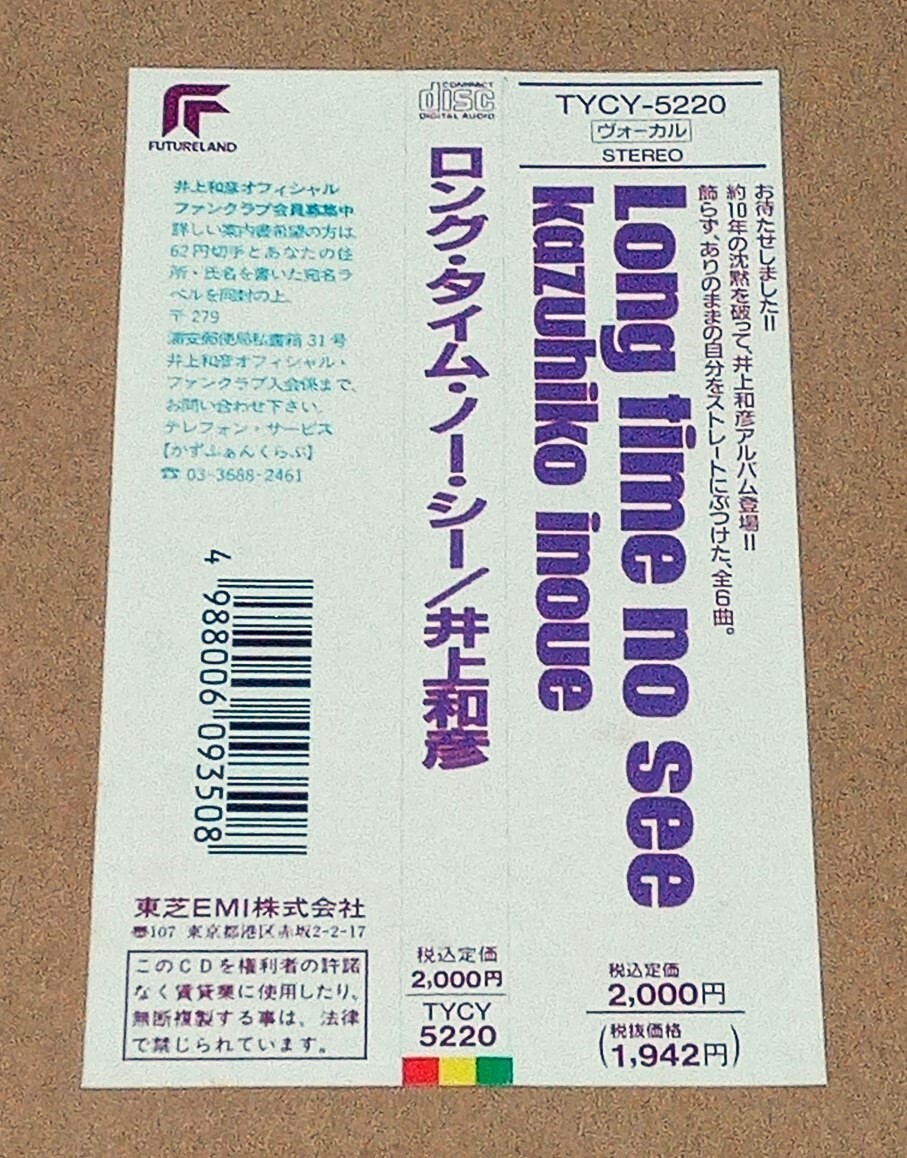 FUTURELAND
井上和彦オフィシャル
ファンクラブ会員募集中
詳しい案内書希望の方は、
62円切手とあなたの住
所・氏名を書いた宛名ラ
ベルを同封の上、
〒279
浦安郵便局私書箱31号
井上和彦オフィシャル・
ファンクラブ入会係まで、
お問い合わせ下さい。
テレフォン・サービス
【かずふぁんくらぶ】
☎ 03-3688-2461
4 988006 093508
東芝EMI株式会社
〠107 東京都港区赤坂2-2-17
このCDを権利者の許諾
なく賃貸業に使用したり、
無断複製する事は、法律
で禁じられています。
COMPACT
disc
DIGITAL AUDIO
ロング・タイム・ノー・シー/井上和彦
税込定価
2,000円
TYCY
5220
TYCY-5220
ヴォーカル
STEREO
お待たせしました!!
約10年の沈黙を破って、井上和彦アルバム登場!!
飾らず、ありのままの自分をストレートにぶつけた、全6曲。
Long time no see
kazuhiko inoue
税込定価
2,000円
(税抜価格
1,942円)